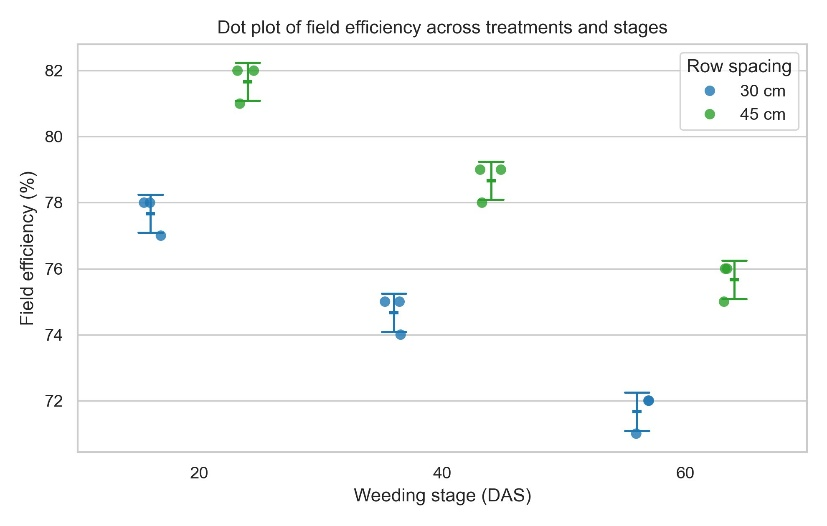 Dot plot of field efficiency across treatments and stages
Row spacing
30 cm
45 cm
82
80
78
76
74
72
Field efficiency (%)
20
40
60
Weeding stage (DAS)